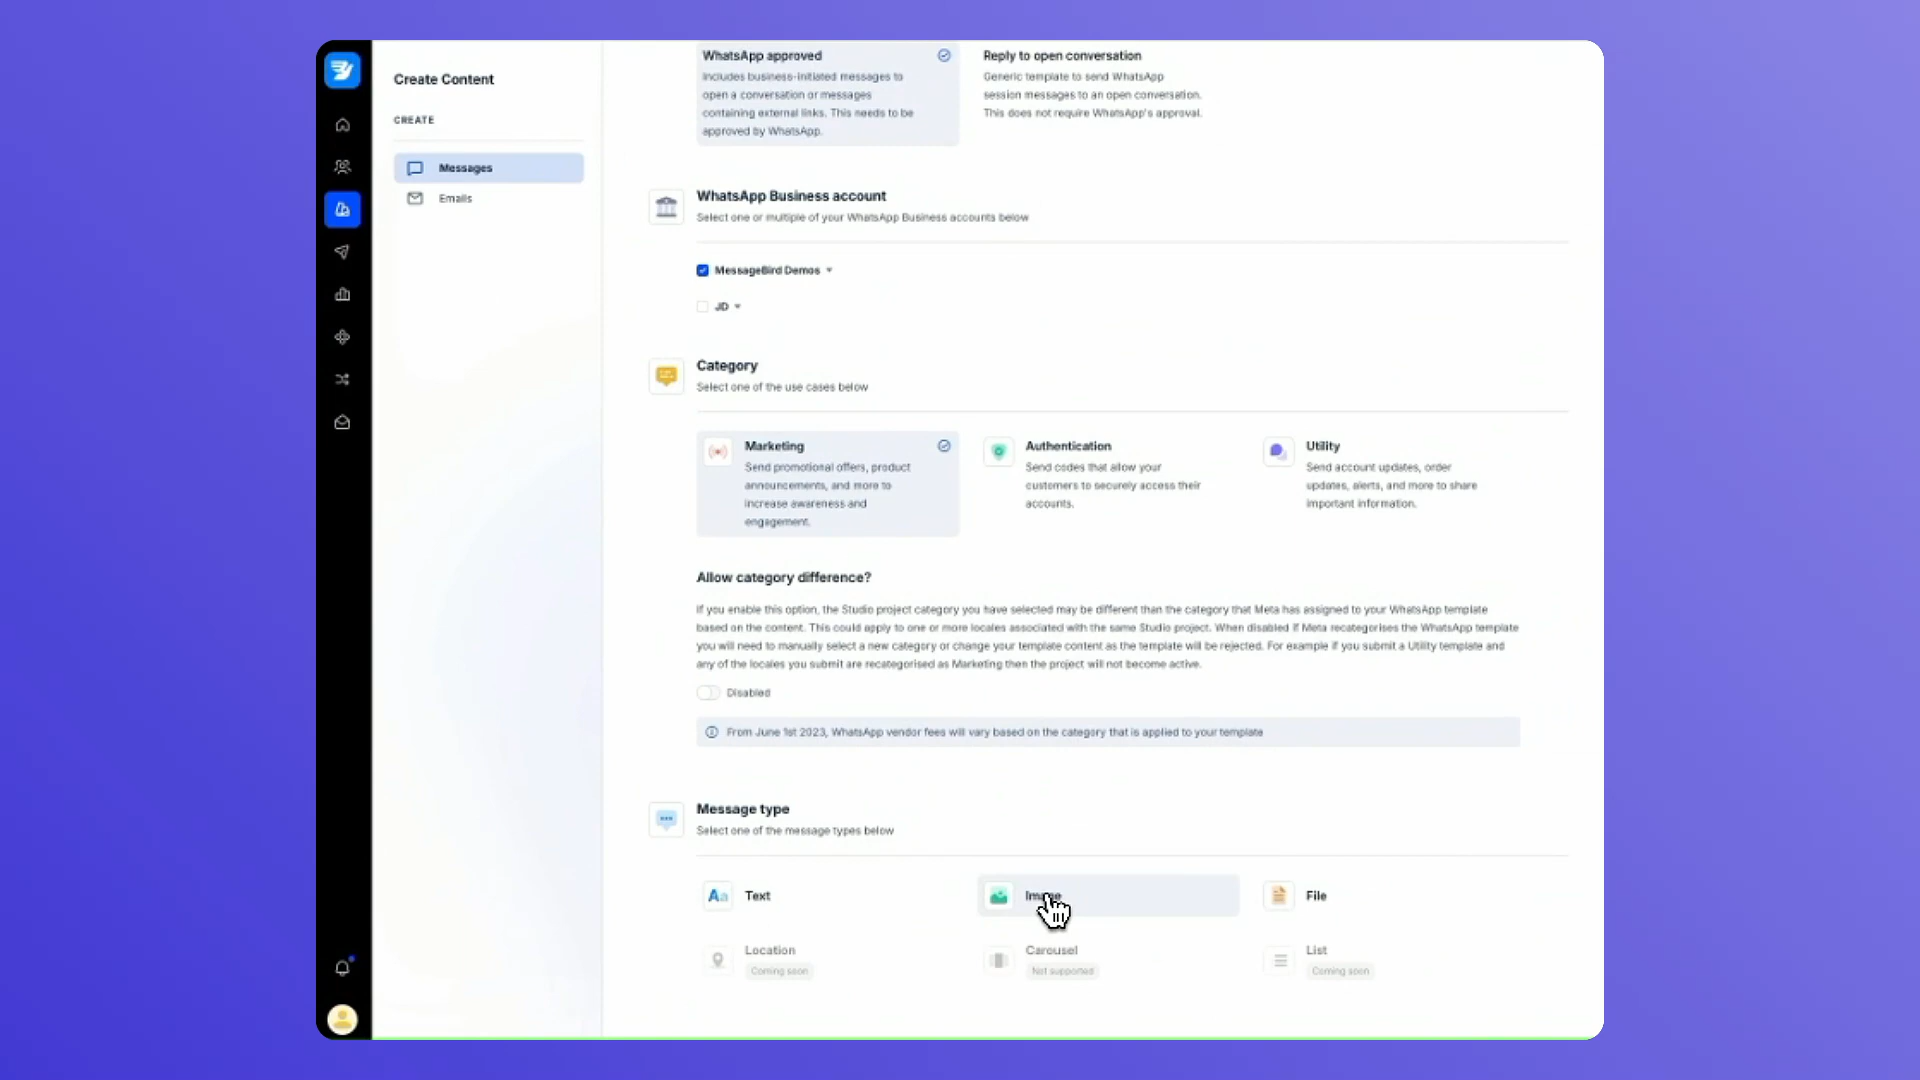 Create Content
CREATE
Messages
Emails
WhatsApp approved
Includes business-initiated messages to
open a conversation or messages
containing external links. This needs to be
approved by WhatsApp.
Reply to open conversation
Generic template to send WhatsApp
session messages to an open conversation.
This does not require WhatsApp's approval.
WhatsApp Business account
Select one or multiple of your WhatsApp Business accounts below
MessageBird Demos
JD
Category
Select one of the use cases below
Marketing
Send promotional offers, product
announcements, and more to
increase awareness and
engagement.
Authentication
Send codes that allow your
customers to securely access their
accounts.
Utility
Send account updates, order
updates, alerts, and more to share
important information.
Allow category difference?
If you enable this option, the Studio project category you have selected may be different than the category that Meta has assigned to your WhatsApp template
based on the content. This could apply to one or more locales associated with the same Studio project. When disabled if Meta recategorises the WhatsApp template
you will need to manually select a new category or change your template content as the template will be rejected. For example if you submit a Utility template and
any of the locales you submit are recategorised as Marketing then the project will not become active.
Disabled
From June 1st 2023, WhatsApp vendor fees will vary based on the category that is applied to your template
Message type
Select one of the message types below
Aa Text
Image
File
Location
Coming soon
Carousel
Not supported
List
Coming soon